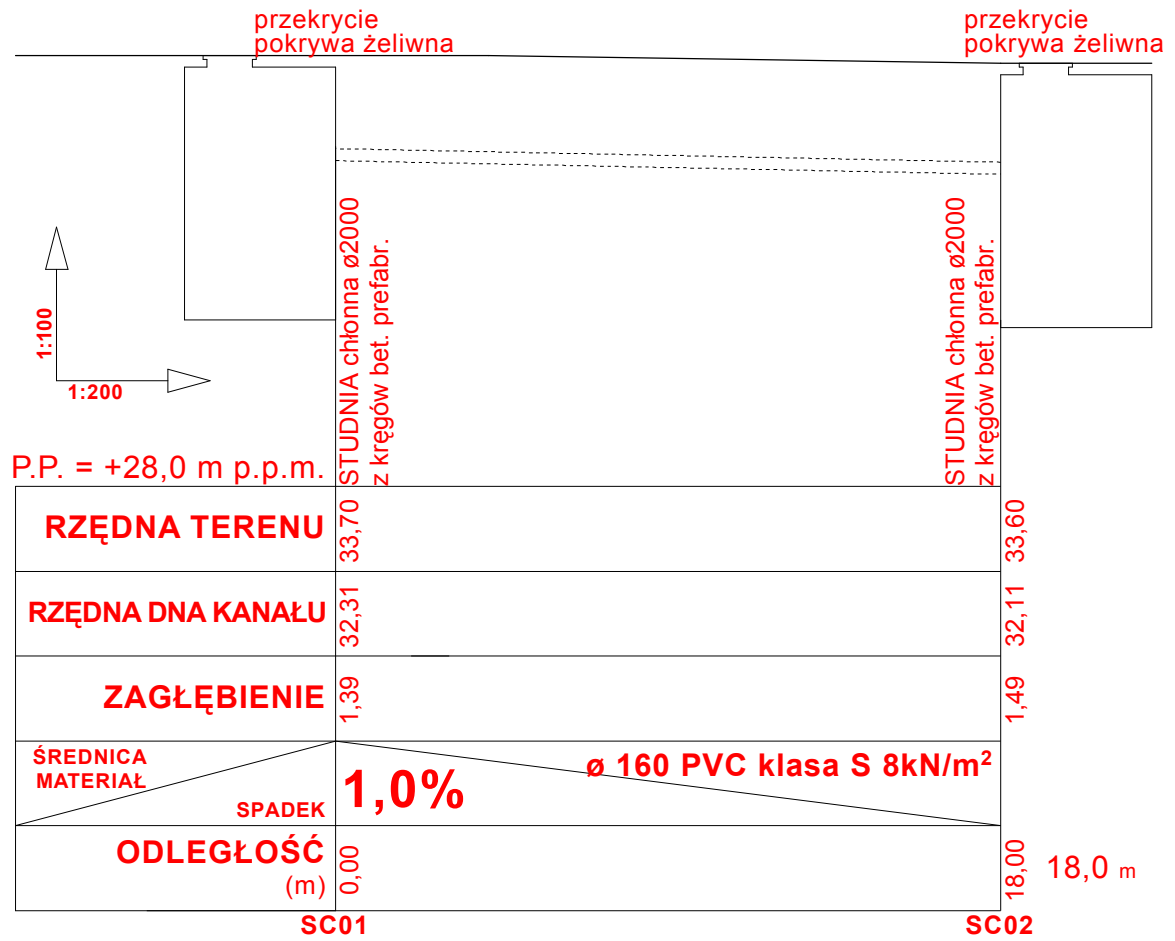 przekrycie
pokrywa żeliwna
przekrycie
pokrywa żeliwna
STUDNIA chłonna ø2000
z kręgów bet. prefabr.
STUDNIA chłonna ø2000
z kręgów bet. prefabr.
1:100
1:200
P.P. = +28,0 m p.p.m.
RZĘDNA TERENU 33,70 33,60
RZĘDNA DNA KANAŁU 32,31 32,11
ZAGŁĘBIENIE 1,39 1,49
ŚREDNICA
MATERIAŁ
SPADEK
1,0%
ø 160 PVC klasa S 8kN/m²
ODLEGŁOŚĆ
(m)
0,00
18,00
18,0 m
SC01
SC02